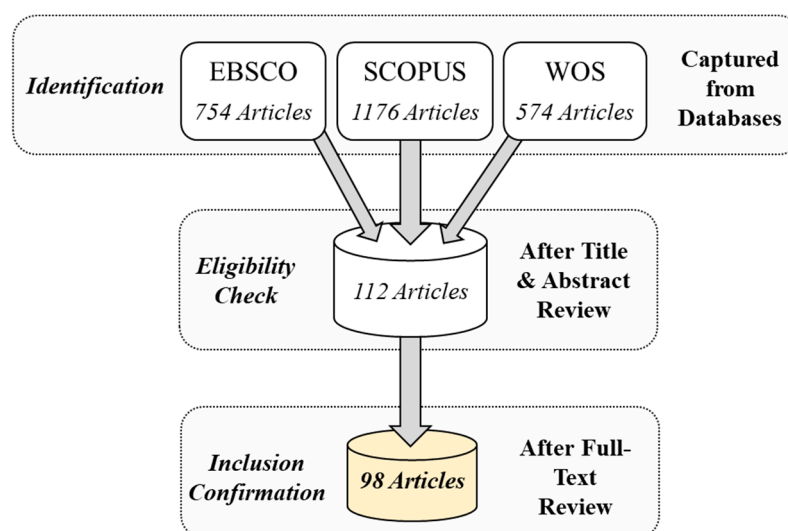 Identification
EBSCO
754 Articles
SCOPUS
1176 Articles
WOS
574 Articles
Captured
from
Databases
Eligibility
Check
112 Articles
After Title
& Abstract
Review
Inclusion
Confirmation
98 Articles
After Full-
Text
Review